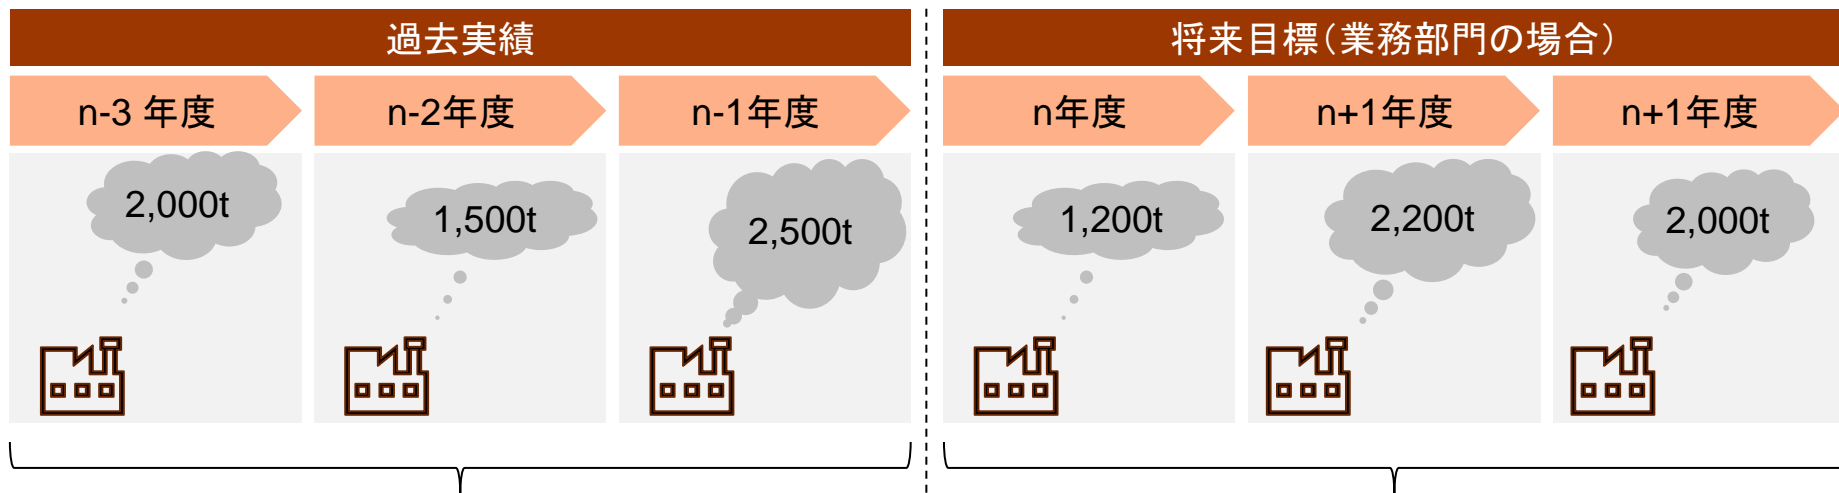 過去実績
将来目標（業務部門の場合）
n-3 年度
n-2年度
n-1年度
n年度
n+1年度
n+1年度
2,000t
1,500t
2,500t
1,200t
2,200t
2,000t